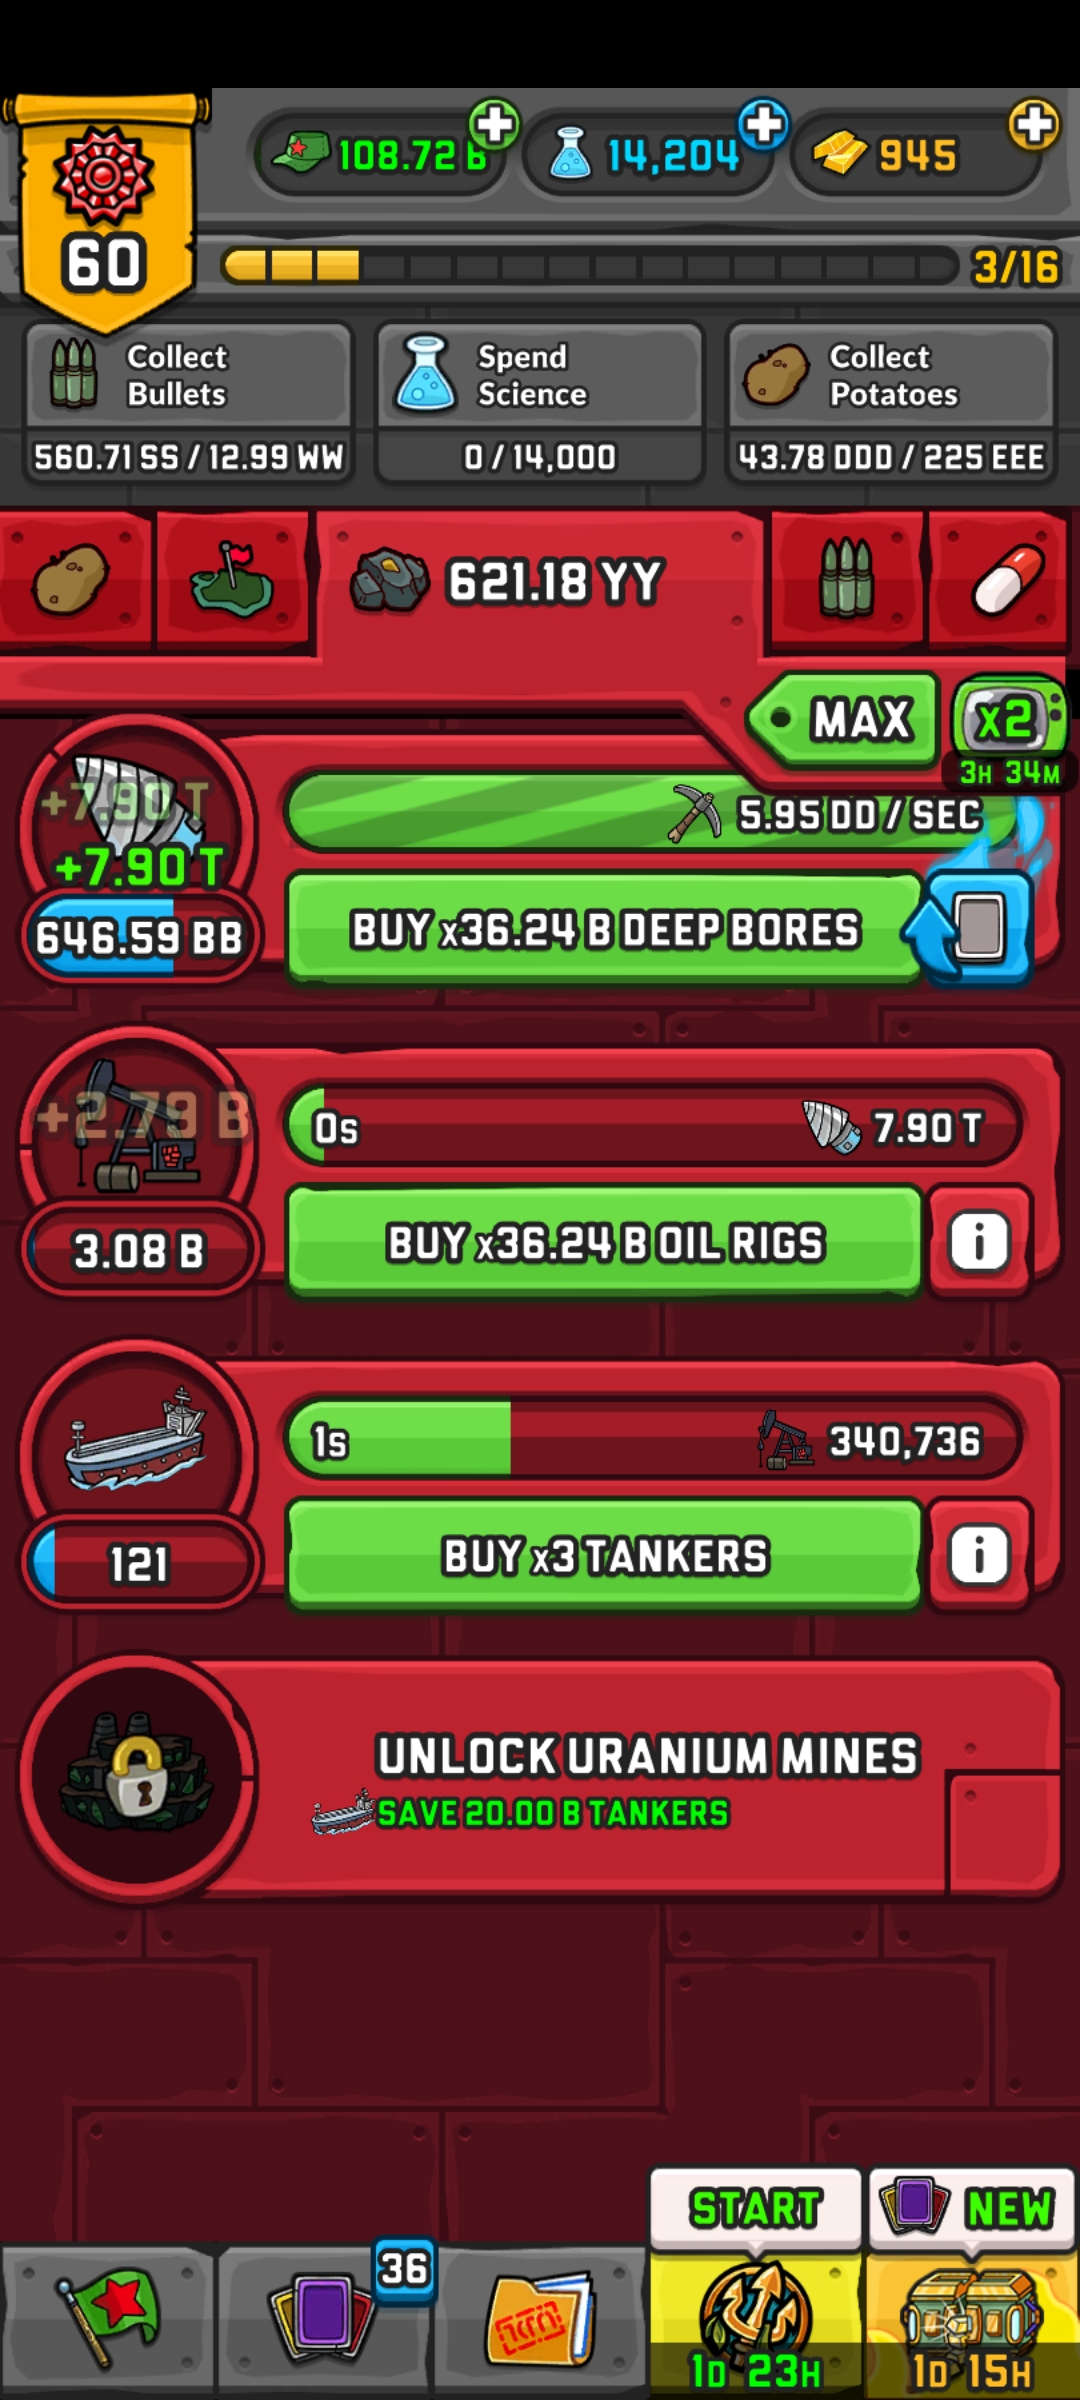 60
108.72 B
14,204
945
3/16
Collect
Bullets
560.71 SS / 12.99 WW
Spend
Science
0 / 14,000
Collect
Potatoes
43.78 DDD / 225 EEE
621.18 YY
MAX
x2
3H 34M
+7.90 T
+7.90 T
5.95 DD / SEC
646.59 BB
BUY x36.24 B DEEP BORES
+2.79 B
0s
7.90 T
3.08 B
BUY x36.24 B OIL RIGS
i
1s
340,736
121
BUY x3 TANKERS
i
UNLOCK URANIUM MINES
SAVE 20.00 B TANKERS
START
NEW
36
1D 23H
1D 15H